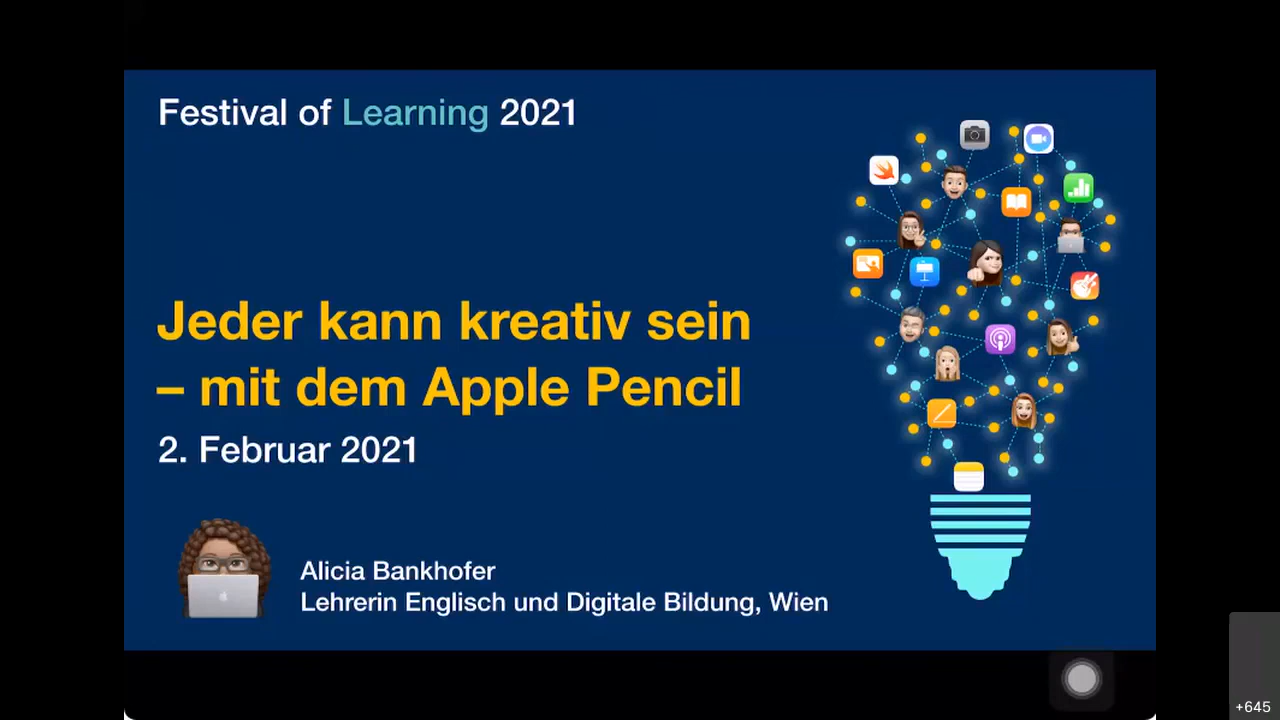 Festival of Learning 2021
Jeder kann kreativ sein
– mit dem Apple Pencil
2. Februar 2021
Alicia Bankhofer
Lehrerin Englisch und Digitale Bildung, Wien
+645